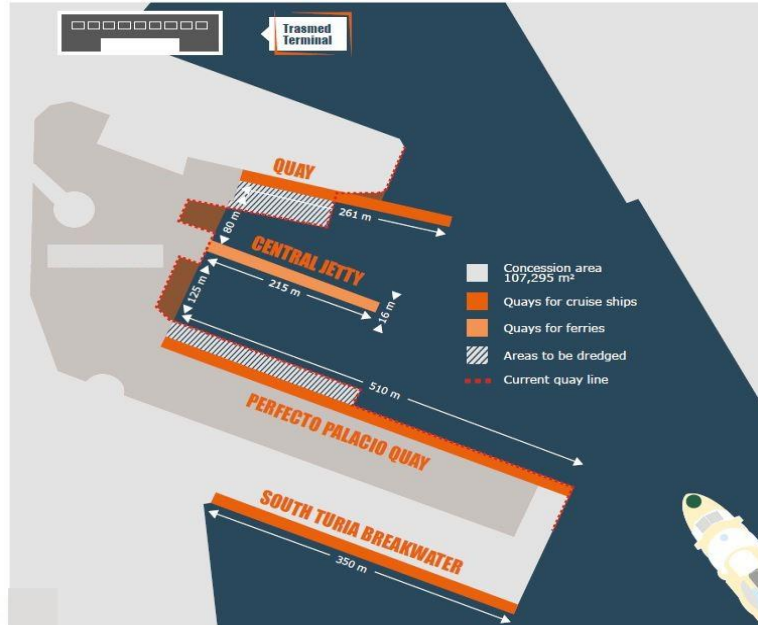 Trasmed
Terminal
QUAY
261 m
80 m
CENTRAL JETTY
215 m
16 m
125 m
Concession area
107,295 m²
Quays for cruise ships
Quays for ferries
Areas to be dredged
Current quay line
510 m
PERFECTO PALACIO QUAY
SOUTH TURIA BREAKWATER
350 m